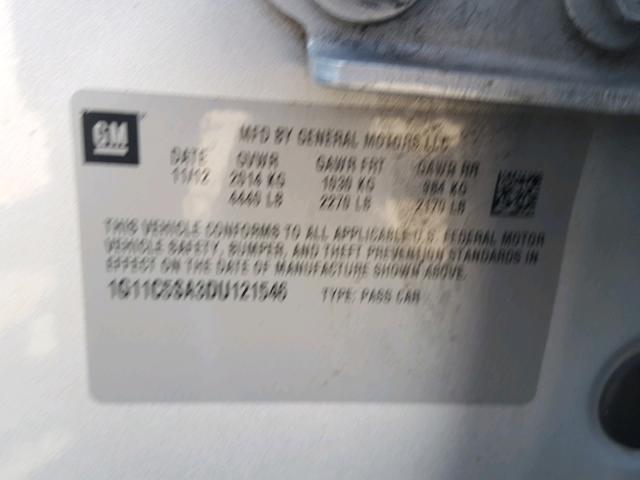 GM
MFD BY GENERAL MOTORS LLC
DATE GVWR GAWR FRT GAWR RR
11/12 2014 KG 1030 KG 984 KG
4440 LB 2270 LB 2170 LB
THIS VEHICLE CONFORMS TO ALL APPLICABLE U.S. FEDERAL MOTOR
VEHICLE SAFETY, BUMPER, AND THEFT PREVENTION STANDARDS
IN EFFECT ON THE DATE OF MANUFACTURE SHOWN ABOVE.
1G11C5SA3DU121546 TYPE: PASS CAR